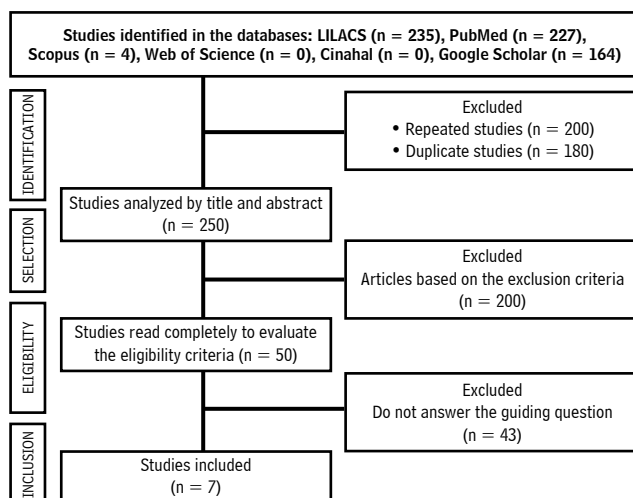 Studies identified in the databases: LILACS (n = 235), PubMed (n = 227),
Scopus (n = 4), Web of Science (n = 0), Cinahal (n = 0), Google Scholar (n = 164)
IDENTIFICATION
Excluded
• Repeated studies (n = 200)
• Duplicate studies (n = 180)
Studies analyzed by title and abstract
(n = 250)
SELECTION
Excluded
Articles based on the exclusion criteria
(n = 200)
ELIGIBILITY
Studies read completely to evaluate
the eligibility criteria (n = 50)
Excluded
Do not answer the guiding question
(n = 43)
INCLUSION
Studies included
(n = 7)